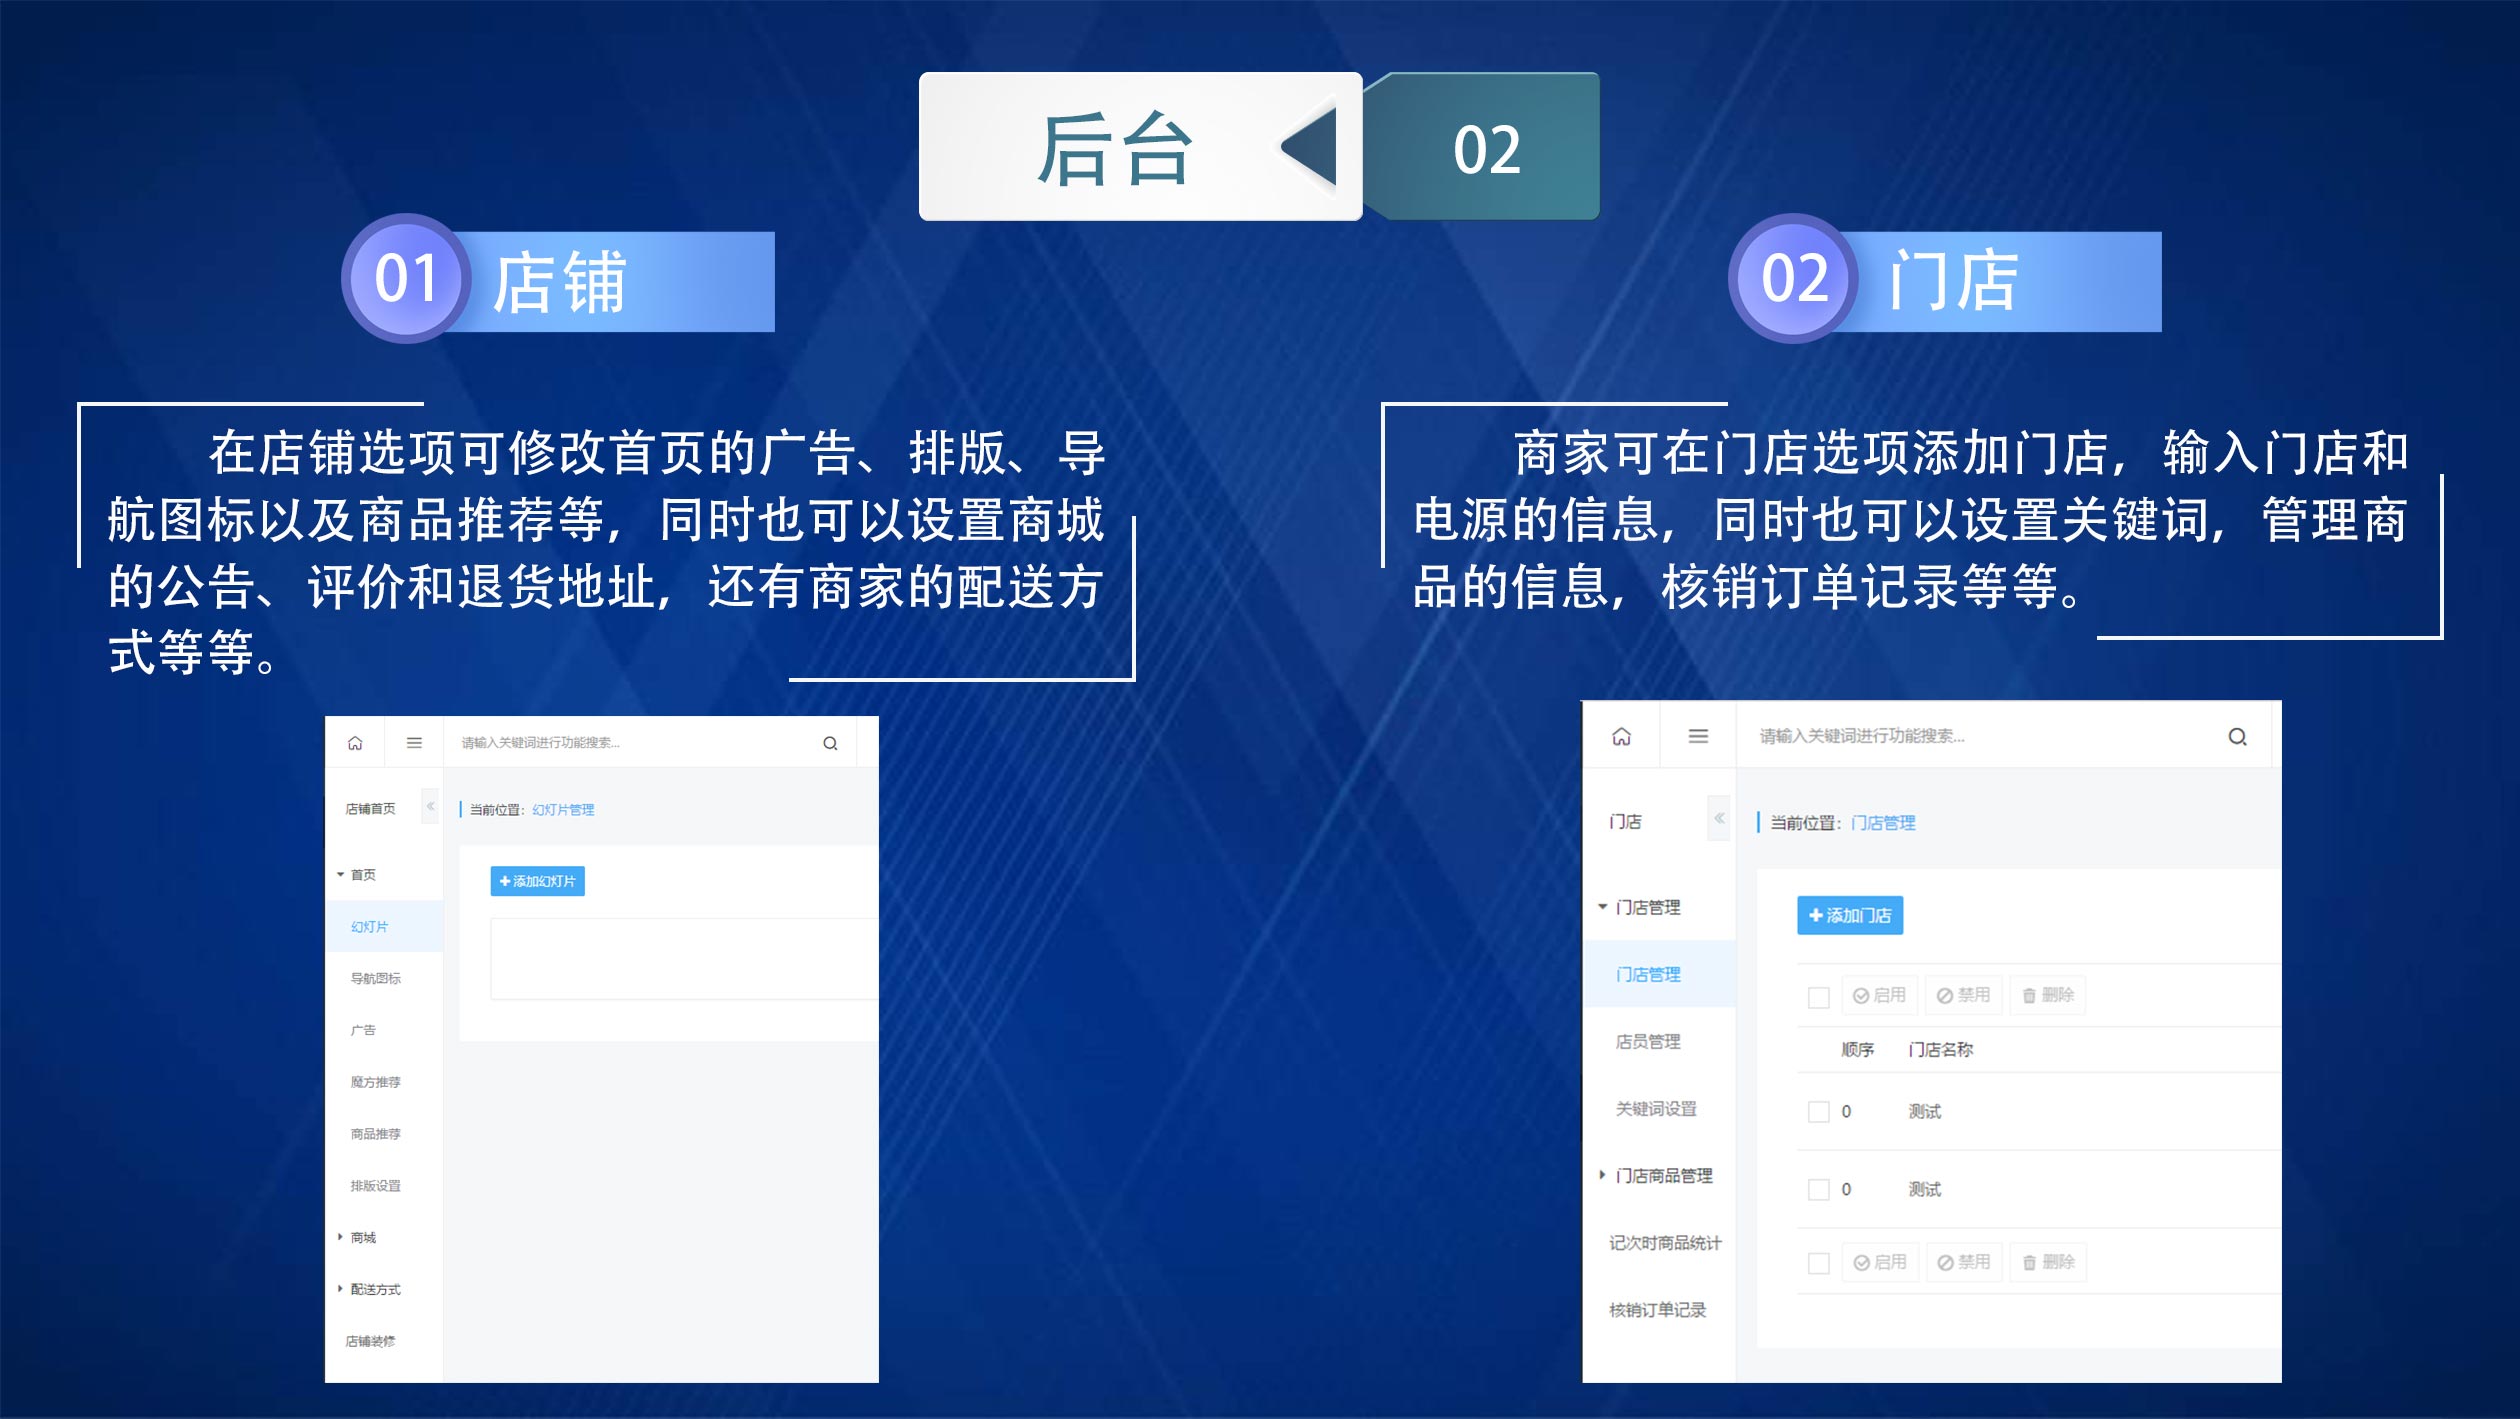 后台
02
01
店铺
在店铺选项可修改首页的广告、排版、导
航图标以及商品推荐等，同时也可以设置商城
的公告、评价和退货地址，还有商家的配送方
式等等。
请输入关键词进行功能搜索...
店铺首页
当前位置：幻灯片管理
首页
添加幻灯片
幻灯片
导航图标
广告
魔方推荐
商品推荐
排版设置
商城
配送方式
店铺装修
02
门店
商家可在门店选项添加门店，输入门店和
电源的信息，同时也可以设置关键词，管理商
品的信息，核销订单记录等等。
请输入关键词进行功能搜索...
门店
当前位置：门店管理
门店管理
门店管理
店员管理
关键词设置
门店商品管理
记次时商品统计
核销订单记录
添加门店
启用 禁用 删除
顺序 门店名称
0 测试
0 测试
启用 禁用 删除